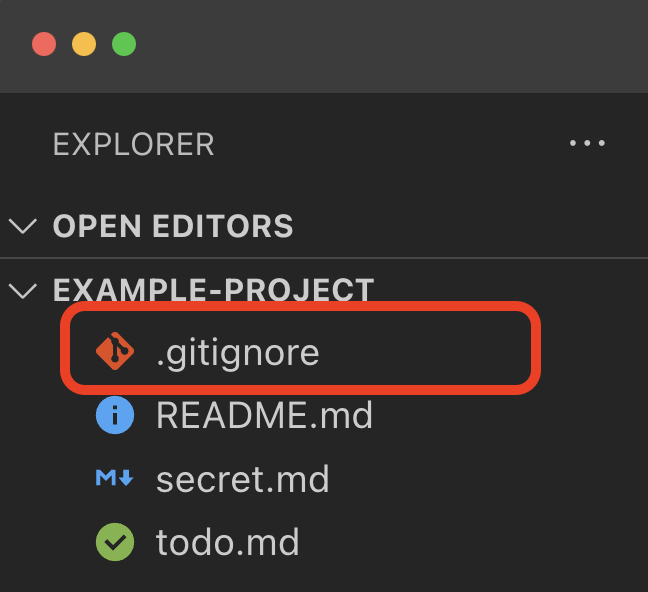 EXPLORER
OPEN EDITORS
EXAMPLE-PROJECT
.gitignore
README.md
secret.md
todo.md